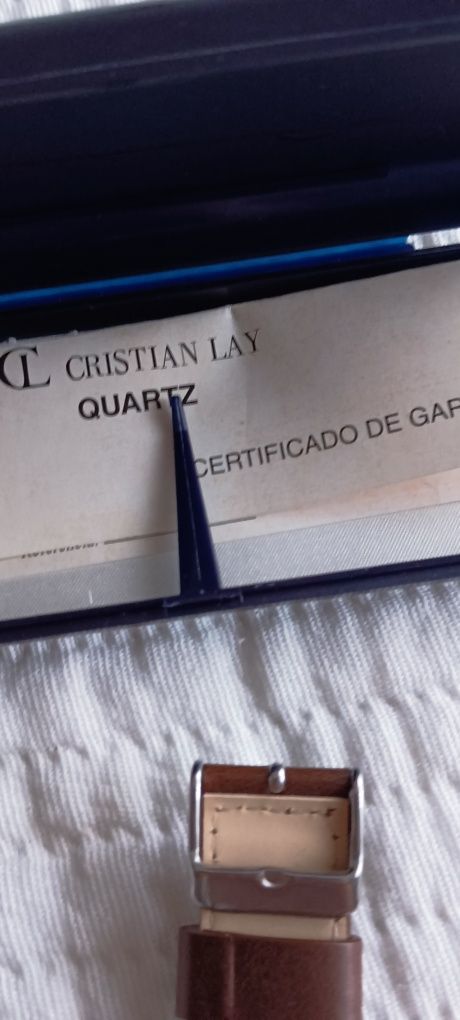 CL CRISTIAN LAY
QUARTZ
CERTIFICADO DE GAR